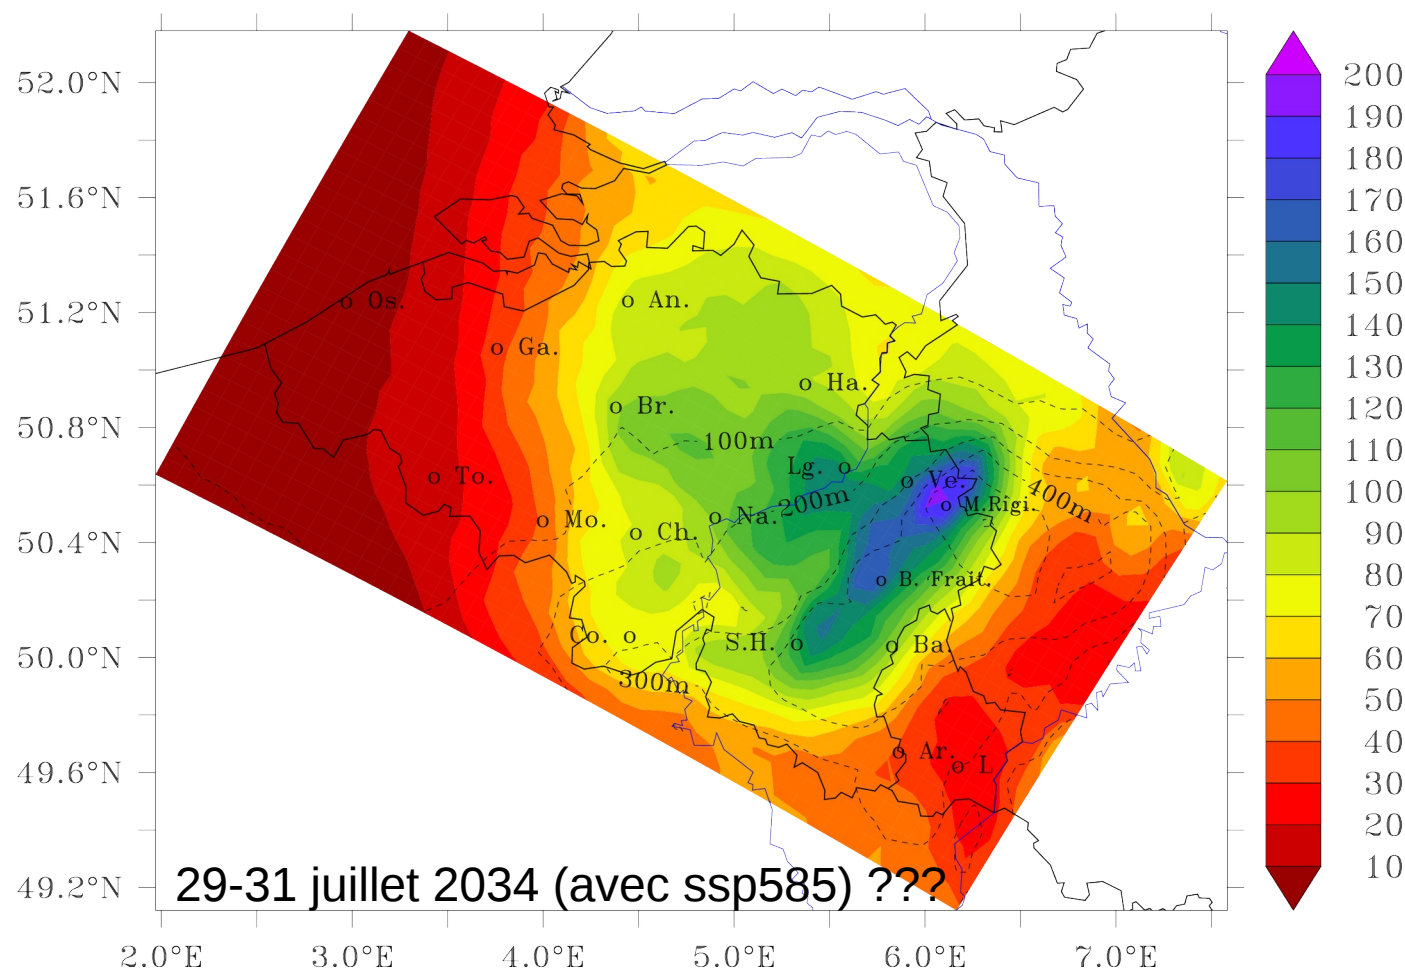 52.0°N
51.6°N
51.2°N
50.8°N
50.4°N
50.0°N
49.6°N
49.2°N
2.0°E 3.0°E 4.0°E 5.0°E 6.0°E 7.0°E
o Os.
o An.
o Ga.
o Ha.
o Br.
100m
Lg. o
o To.
o Ve.
200m
400m
o M.Rigi.
o Mo.
o Na.
o Ch.
o B. Frait.
Co. o
S.H. o
o Ba.
300m
o Ar.
o L
29-31 juillet 2034 (avec ssp585) ???
200
190
180
170
160
150
140
130
120
100
90
80
70
60
50
40
30
20
10